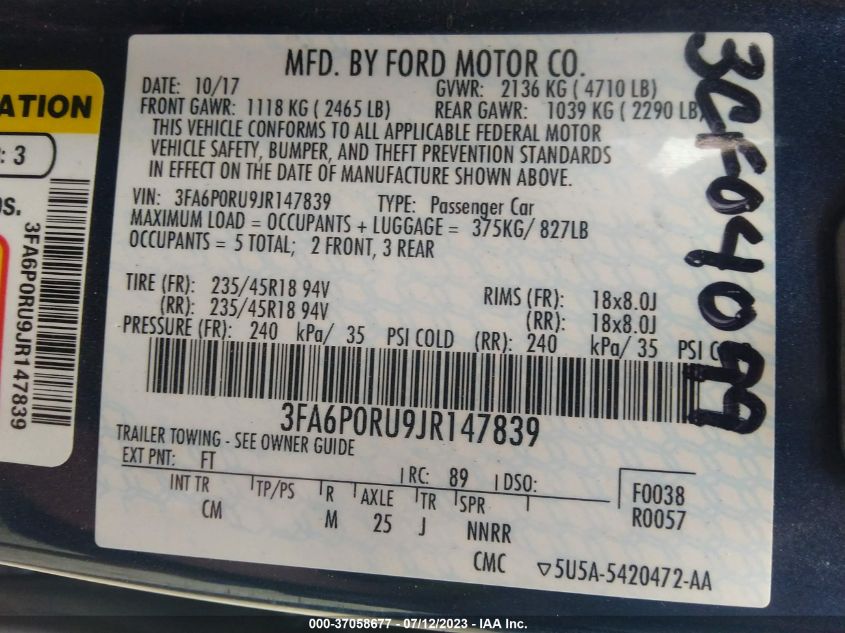 MFD. BY FORD MOTOR CO.
DATE: 10/17 GVWR: 2136 KG ( 4710 LB)
FRONT GAWR: 1118 KG ( 2465 LB) REAR GAWR: 1039 KG ( 2290 LB)
THIS VEHICLE CONFORMS TO ALL APPLICABLE FEDERAL MOTOR
VEHICLE SAFETY, BUMPER, AND THEFT PREVENTION STANDARDS
IN EFFECT ON THE DATE OF MANUFACTURE SHOWN ABOVE.
VIN: 3FA6P0RU9JR147839 TYPE: Passenger Car
MAXIMUM LOAD = OCCUPANTS + LUGGAGE = 375KG/ 827LB
OCCUPANTS = 5 TOTAL; 2 FRONT, 3 REAR
TIRE (FR): 235/45R18 94V RIMS (FR): 18x8.0J
(RR): 235/45R18 94V (RR): 18x8.0J
PRESSURE (FR): 240 kPa/ 35 PSI COLD (RR): 240 kPa/ 35 PSI
3FA6P0RU9JR147839
TRAILER TOWING - SEE OWNER GUIDE
EXT PNT: FT RC: 89 DSO:
INT TR TP/PS R AXLE TR SPR
CM M 25 J NNRR
CMC
F0038
R0057
5U5A-5420472-AA
3CF04099
ATION
: 3
3FA6P0RU9JR147839
000-37058677 - 07/12/2023 - IAA Inc.